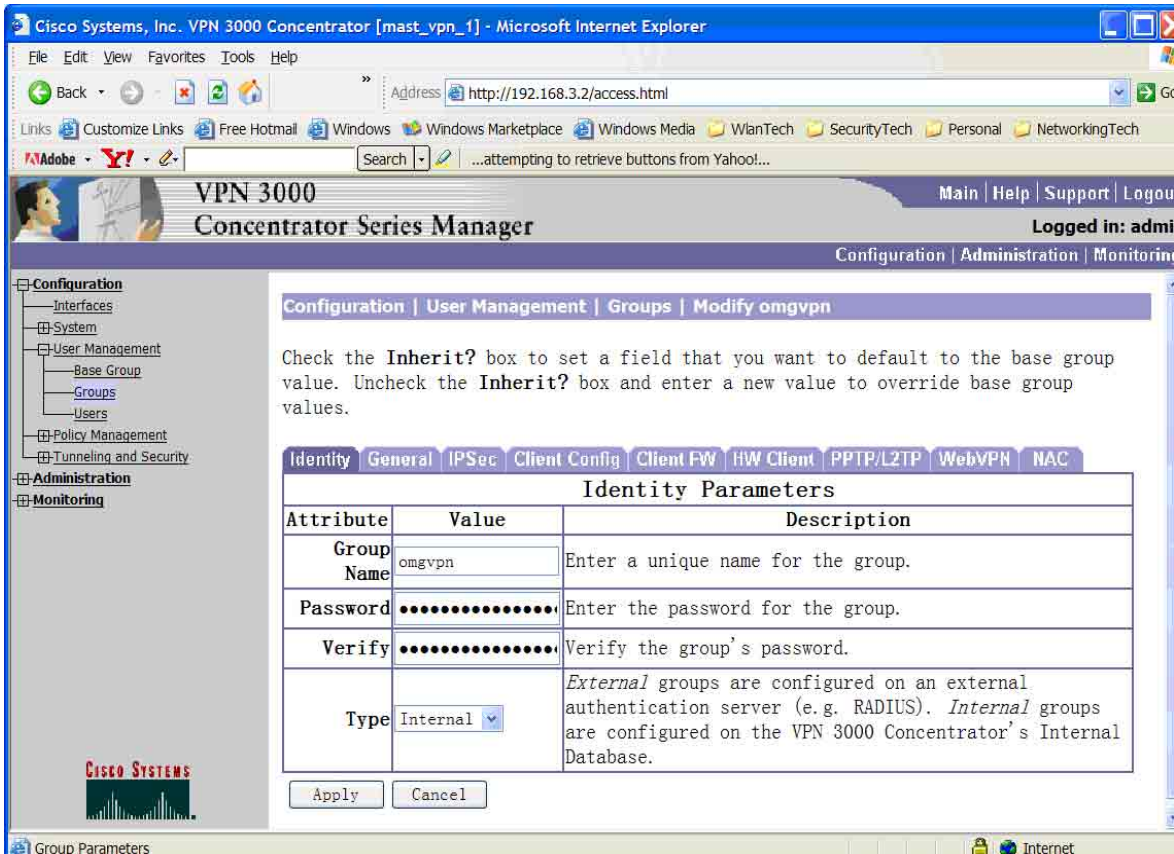 Cisco Systems, Inc. VPN 3000 Concentrator [mast_vpn_1] - Microsoft Internet Explorer
File Edit View Favorites Tools Help
Back » Address http://192.168.3.2/access.html Go
Links Customize Links Free Hotmail Windows Windows Marketplace Windows Media WlanTech SecurityTech Personal NetworkingTech
Adobe Y! Search ...attempting to retrieve buttons from Yahoo!...
VPN 3000
Concentrator Series Manager
Main | Help | Support | Logou
Logged in: admi
Configuration | Administration | Monitoring
Configuration
Interfaces
System
User Management
Base Group
Groups
Users
Policy Management
Tunneling and Security
Administration
Monitoring
CISCO SYSTEMS
Configuration | User Management | Groups | Modify omgvpn
Check the Inherit? box to set a field that you want to default to the base group
value. Uncheck the Inherit? box and enter a new value to override base group
values.
Identity General IPSec Client Config Client FW HW Client PPTP/L2TP WebVPN NAC
Identity Parameters
Attribute Value Description
Group Name omgvpn Enter a unique name for the group.
Password •••••••••••••••• Enter the password for the group.
Verify •••••••••••••••• Verify the group's password.
Type Internal External groups are configured on an external
authentication server (e.g. RADIUS). Internal groups
are configured on the VPN 3000 Concentrator's Internal
Database.
Apply Cancel
Group Parameters Internet